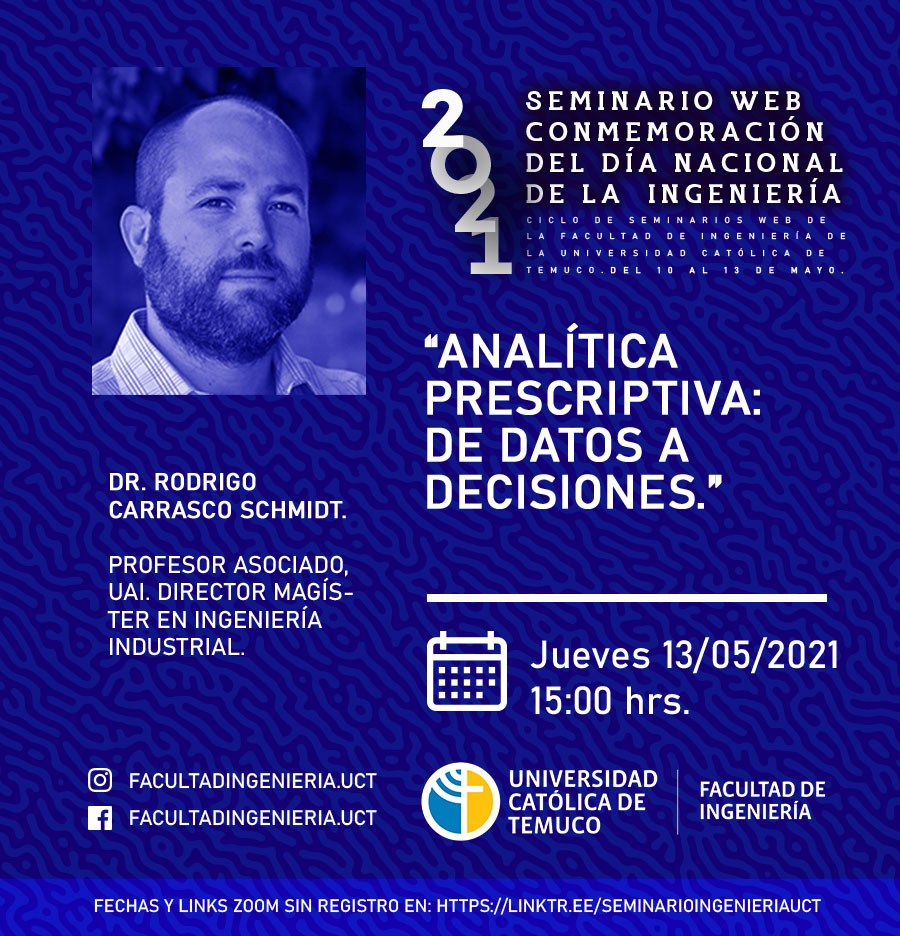 2021
SEMINARIO WEB
CONMEMORACIÓN
DEL DÍA NACIONAL
DE LA INGENIERÍA
CICLO DE SEMINARIOS WEB DE
LA FACULTAD DE INGENIERÍA DE
LA UNIVERSIDAD CATÓLICA DE
TEMUCO.DEL 10 AL 13 DE MAYO.
“ANALÍTICA
PRESCRIPTIVA:
DE DATOS A
DECISIONES.”
DR. RODRIGO
CARRASCO SCHMIDT.
PROFESOR ASOCIADO,
UAI. DIRECTOR MAGÍS-
TER EN INGENIERÍA
INDUSTRIAL.
Jueves 13/05/2021
15:00 hrs.
FACULTADINGENIERIA.UCT
FACULTADINGENIERIA.UCT
UNIVERSIDAD
CATÓLICA DE
TEMUCO
FACULTAD DE
INGENIERÍA
FECHAS Y LINKS ZOOM SIN REGISTRO EN: HTTPS://LINKTR.EE/SEMINARIOINGENIERIAUCT